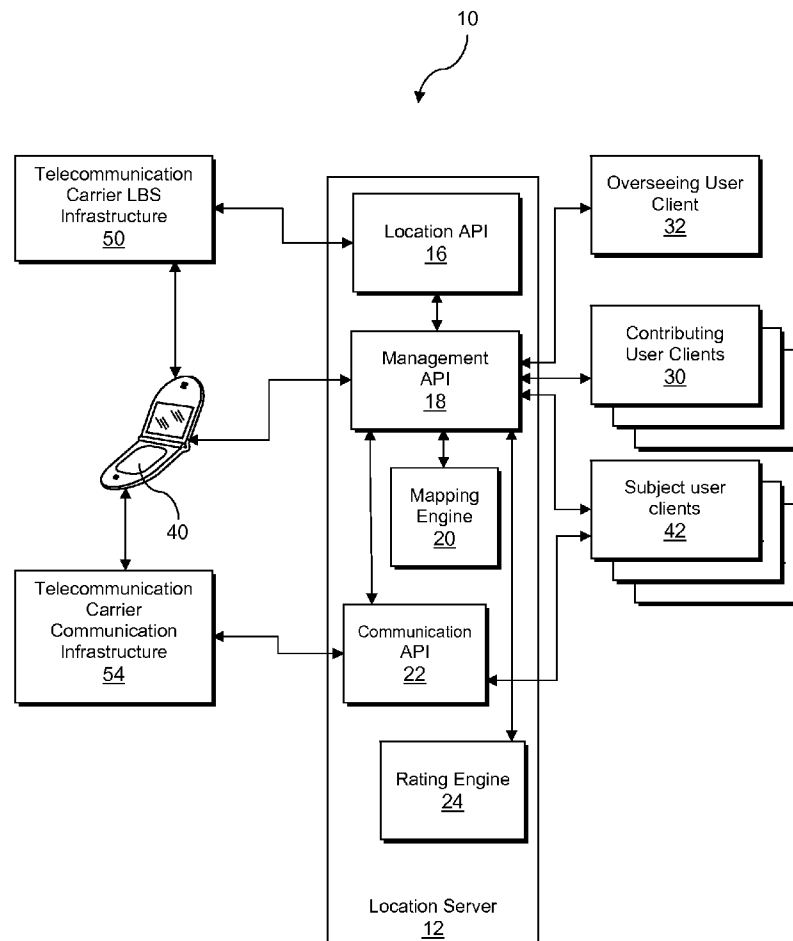 10
Telecommunication
Carrier LBS
Infrastructure
50
Location API
16
Overseeing User
Client
32
Management
API
18
Contributing
User Clients
30
40
Mapping
Engine
20
Subject user
clients
42
Telecommunication
Carrier
Communication
Infrastructure
54
Communication
API
22
Rating Engine
24
Location Server
12